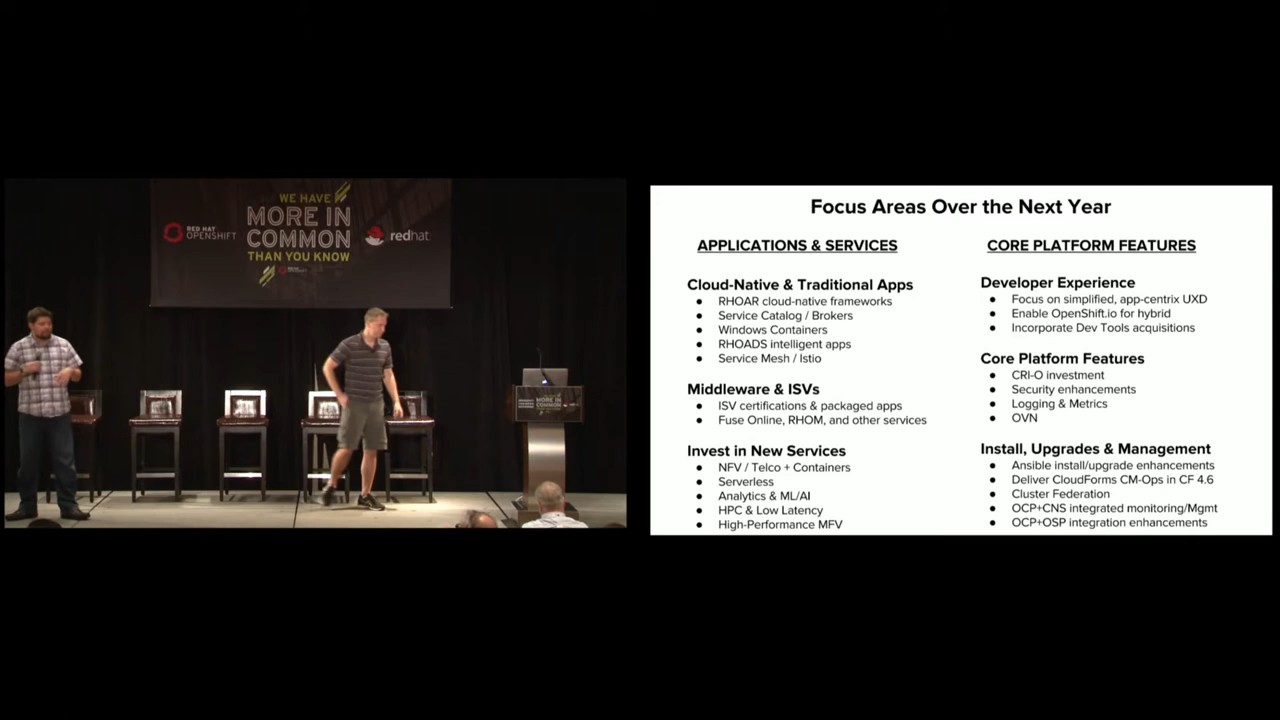 WE HAVE
MORE IN
COMMON
THAN YOU KNOW
RED HAT
OPENSHIFT
redhat
MORE IN
COMMON
Focus Areas Over the Next Year
APPLICATIONS & SERVICES
Cloud-Native & Traditional Apps
● RHOAR cloud-native frameworks
● Service Catalog / Brokers
● Windows Containers
● RHOADS intelligent apps
● Service Mesh / Istio
Middleware & ISVs
● ISV certifications & packaged apps
● Fuse Online, RHOM, and other services
Invest in New Services
● NFV / Telco + Containers
● Serverless
● Analytics & ML/AI
● HPC & Low Latency
● High-Performance MFV
CORE PLATFORM FEATURES
Developer Experience
● Focus on simplified, app-centrix UXD
● Enable OpenShift.io for hybrid
● Incorporate Dev Tools acquisitions
Core Platform Features
● CRI-O investment
● Security enhancements
● Logging & Metrics
● OVN
Install, Upgrades & Management
● Ansible install/upgrade enhancements
● Deliver CloudForms CM-Ops in CF 4.6
● Cluster Federation
● OCP+CNS integrated monitoring/Mgmt
● OCP+OSP integration enhancements